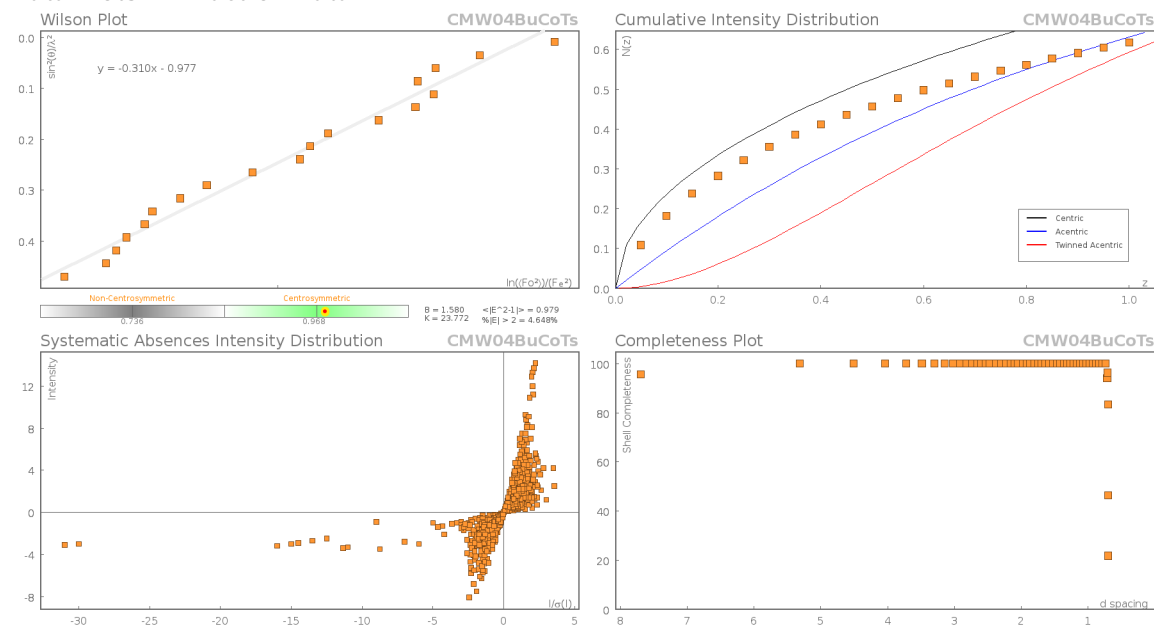 Wilson Plot
CMW04BuCoTs
sin²(θ)/λ²
0.0
0.1
0.2
0.3
0.4
y = -0.310x - 0.977
ln(⟨Fo²⟩)/(Fₑ²)
Non-Centrosymmetric
Centrosymmetric
0.736
0.968
B = 1.580
<|E^2-1|> = 0.979
K = 23.772
%|E| > 2 = 4.648%
Cumulative Intensity Distribution
CMW04BuCoTs
N(z)
0.6
0.5
0.4
0.3
0.2
0.1
0.0
Centric
Acentric
Twinned Acentric
z
0.0
0.2
0.4
0.6
0.8
1.0
Systematic Absences Intensity Distribution
CMW04BuCoTs
Intensity
12
8
4
0
-4
-8
I/σ(I)
-30
-25
-20
-15
-10
-5
0
5
Completeness Plot
CMW04BuCoTs
Shell Completeness
100
80
60
40
20
0
d spacing
8
7
6
5
4
3
2
1